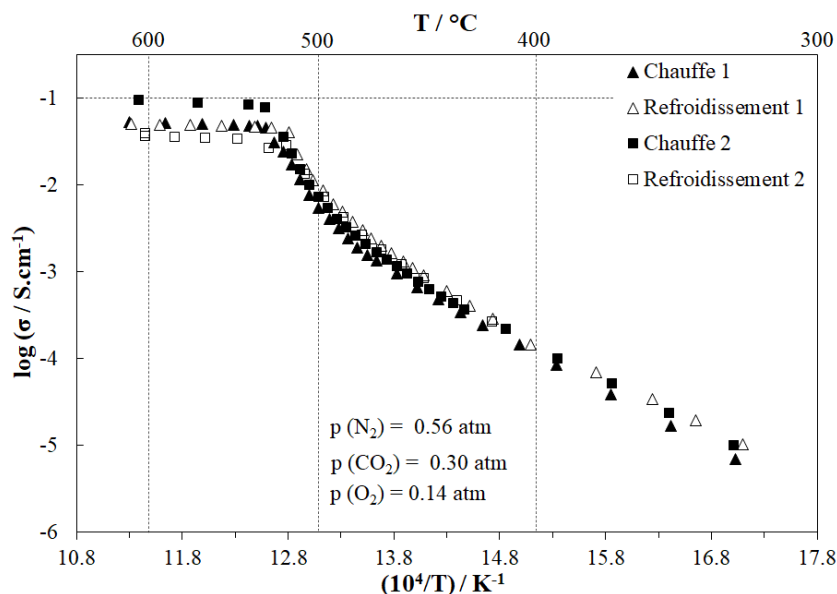 T / °C
600 500 400 300
Chauffe 1
Refroidissement 1
Chauffe 2
Refroidissement 2
-1
-2
-3
-4
-5
-6
log (σ / S.cm⁻¹)
p (N₂) = 0.56 atm
p (CO₂) = 0.30 atm
p (O₂) = 0.14 atm
10.8 11.8 12.8 13.8 14.8 15.8 16.8 17.8
(10⁴/T) / K⁻¹